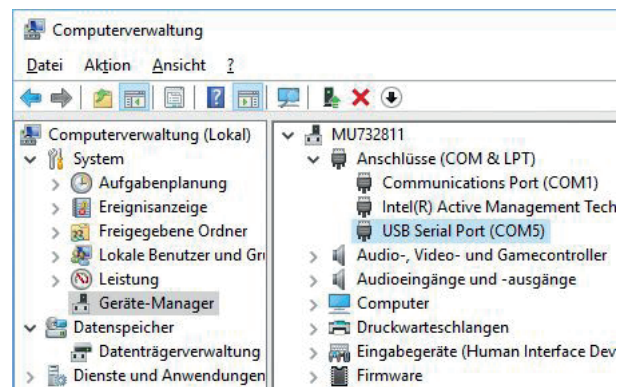 Computerverwaltung
Datei Aktion Ansicht ?
Computerverwaltung (Lokal)
System
Aufgabenplanung
Ereignisanzeige
Freigegebene Ordner
Lokale Benutzer und Gru
Leistung
Geräte-Manager
Datenspeicher
Datenträgerverwaltung
Dienste und Anwendungen
MU732811
Anschlüsse (COM & LPT)
Communications Port (COM1)
Intel(R) Active Management Tech
USB Serial Port (COM5)
Audio-, Video- und Gamecontroller
Audioeingänge und -ausgänge
Computer
Druckwarteschlangen
Eingabegeräte (Human Interface Dev
Firmware